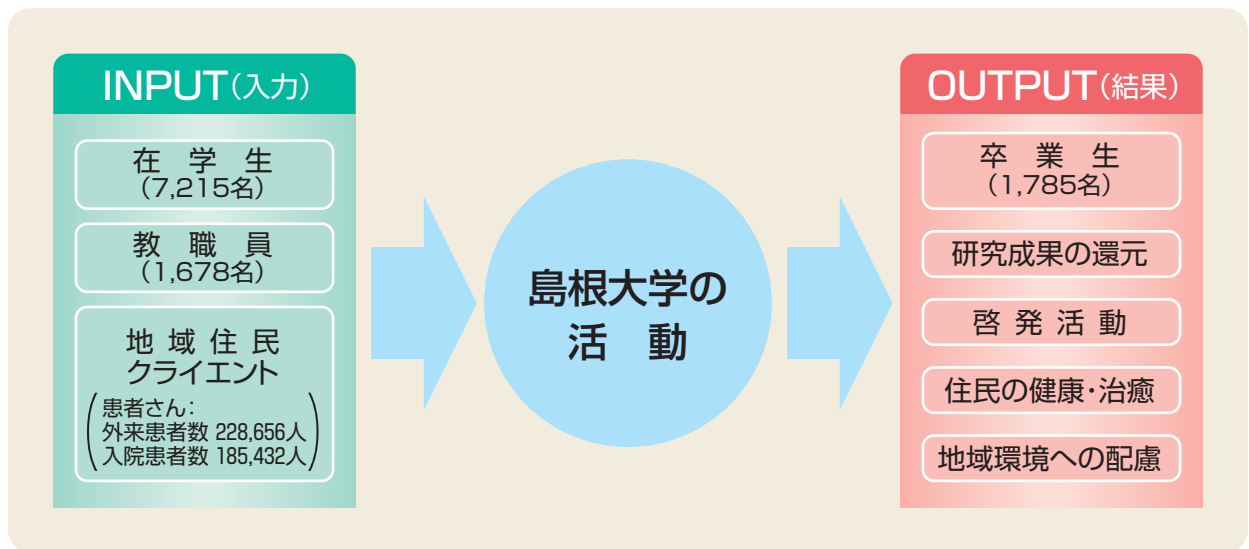 INPUT（入力）
在 学 生
（7,215名）
教 職 員
（1,678名）
地 域 住 民
クライエント
患者さん：
外来患者数 228,656人
入院患者数 185,432人
島根大学の
活 動
OUTPUT（結果）
卒 業 生
（1,785名）
研究成果の還元
啓 発 活 動
住民の健康・治癒
地域環境への配慮